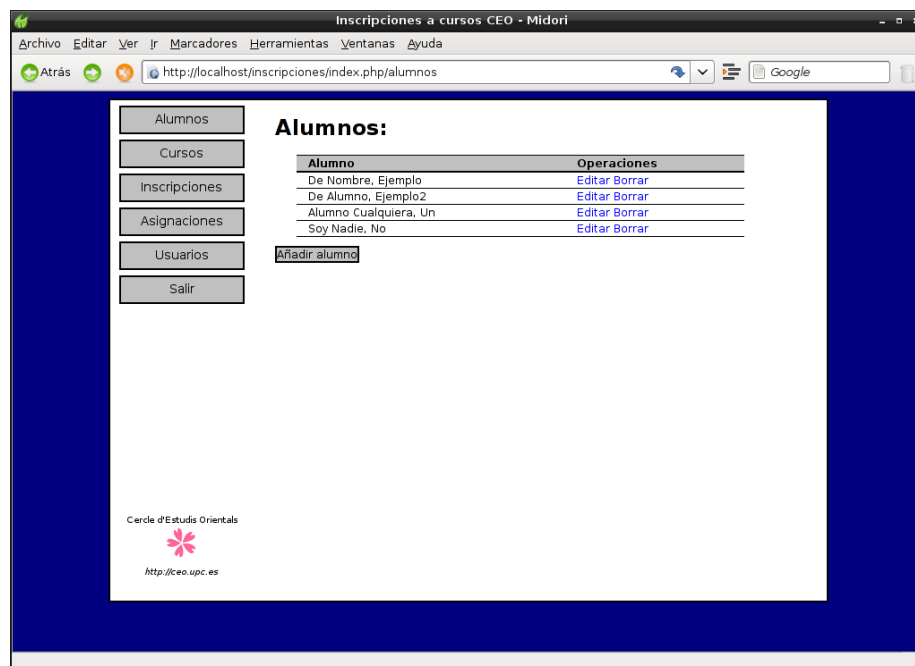 Inscripciones a cursos CEO - Midori
Archivo Editar Ver Ir Marcadores Herramientas Ventanas Ayuda
Atrás http://localhost/inscripciones/index.php/alumnos Google
Alumnos
Cursos
Inscripciones
Asignaciones
Usuarios
Salir
Alumnos:
Alumno Operaciones
De Nombre, Ejemplo Editar Borrar
De Alumno, Ejemplo2 Editar Borrar
Alumno Cualquiera, Un Editar Borrar
Soy Nadie, No Editar Borrar
Añadir alumno
Cercle d'Estudis Orientals
http://ceo.upc.es